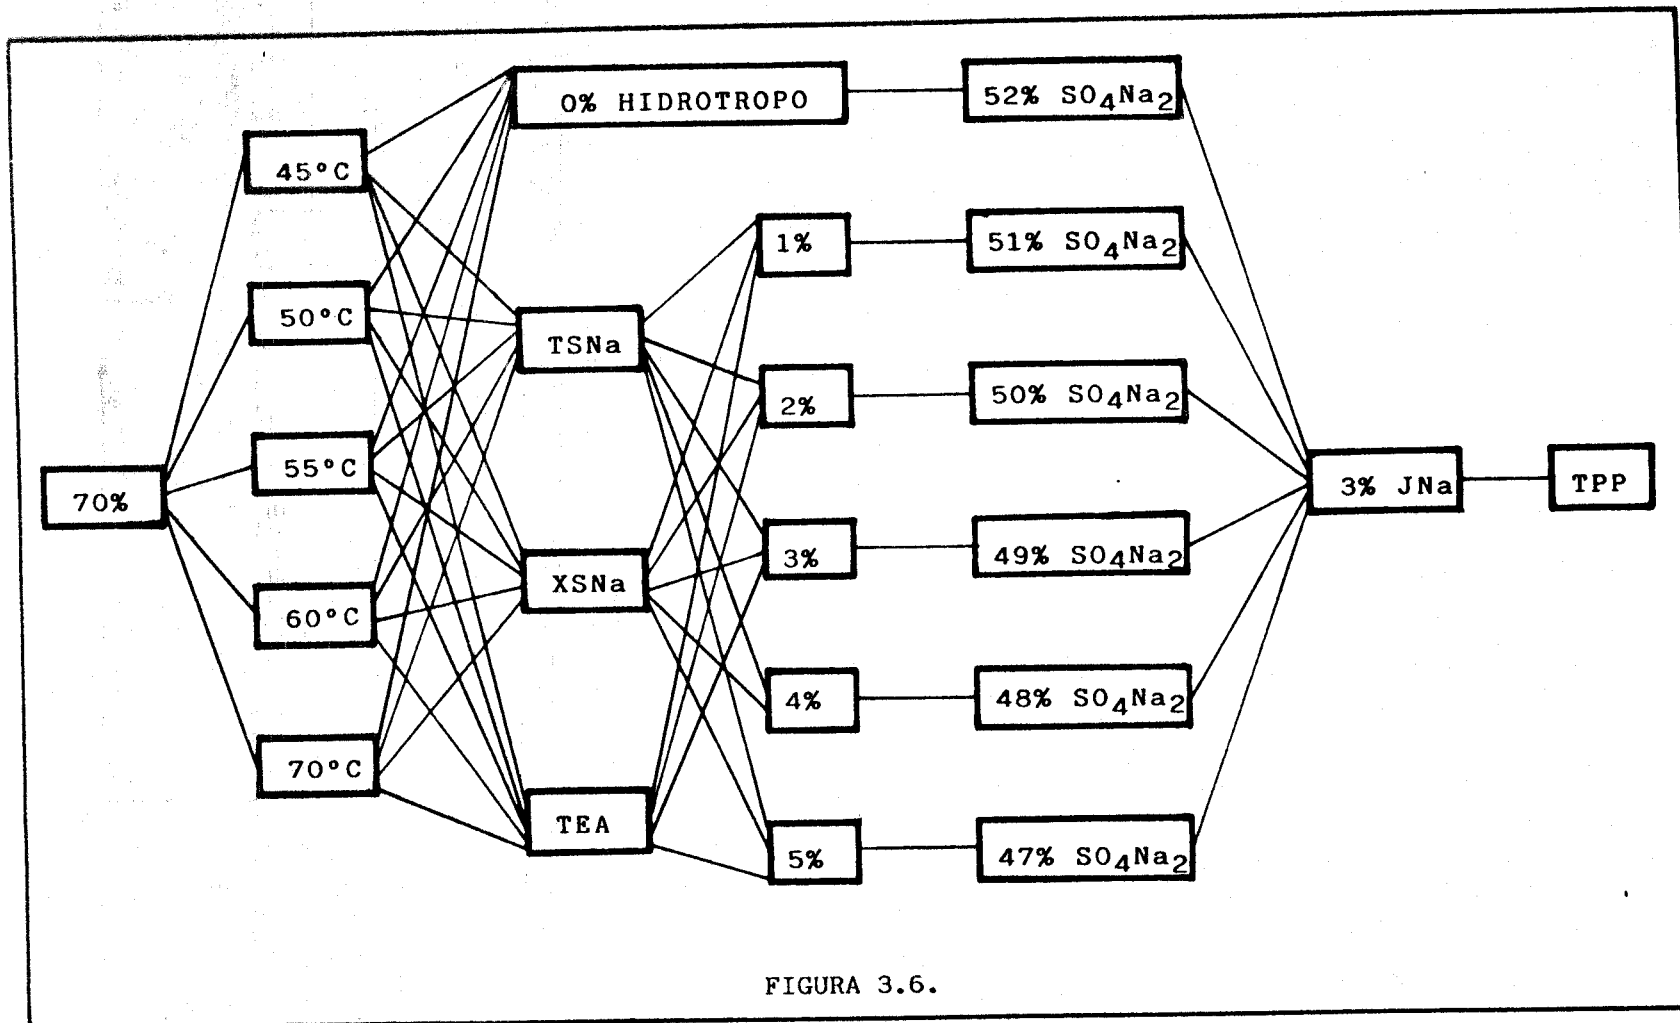 0% HIDROTROPO
52% SO4Na2
45°C
1%
51% SO4Na2
50°C
TSNa
2%
50% SO4Na2
70%
55°C
3% JNa
TPP
3%
49% SO4Na2
60°C
XSNa
4%
48% SO4Na2
70°C
TEA
5%
47% SO4Na2
FIGURA 3.6.